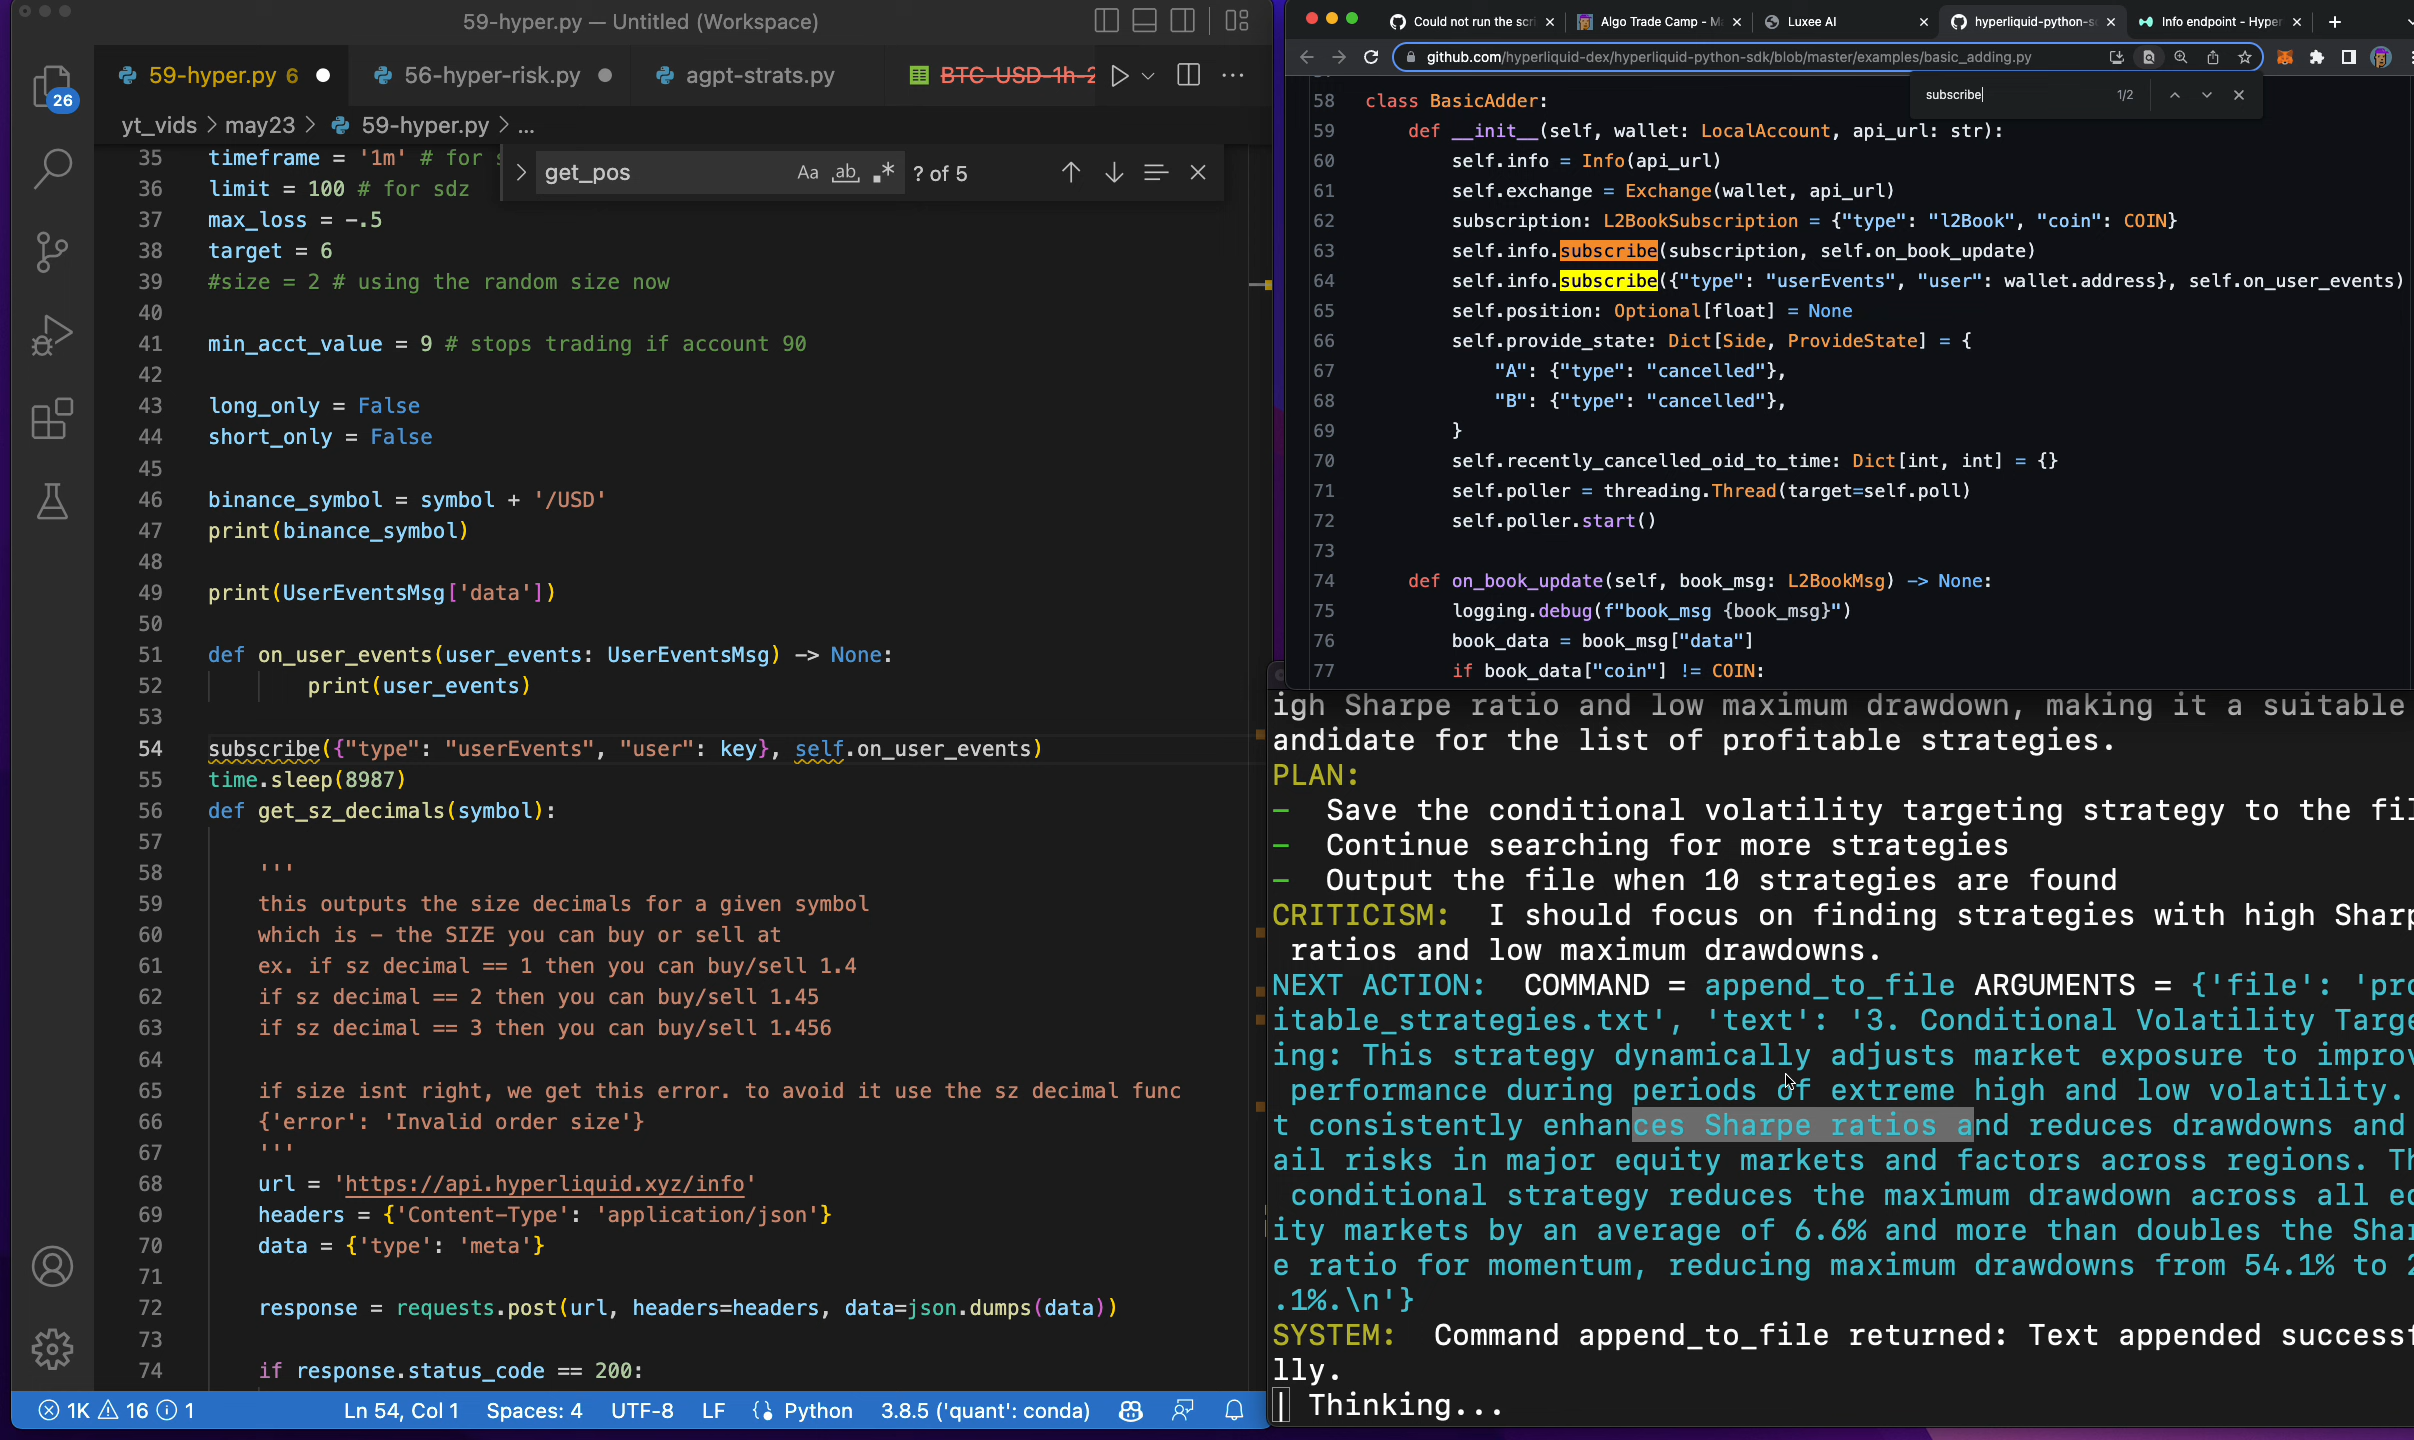 59-hyper.py — Untitled (Workspace)
59-hyper.py 6
56-hyper-risk.py
agpt-strats.py
BTC-USD-1h-2
yt_vids > may23 > 59-hyper.py > ...
get_pos
Aa
ab
.*
? of 5
26
35 timeframe = '1m' # for s
36 limit = 100 # for sdz
37 max_loss = -.5
38 target = 6
39 #size = 2 # using the random size now
40
41 min_acct_value = 9 # stops trading if account 90
42
43 long_only = False
44 short_only = False
45
46 binance_symbol = symbol + '/USD'
47 print(binance_symbol)
48
49 print(UserEventsMsg['data'])
50
51 def on_user_events(user_events: UserEventsMsg) -> None:
52 print(user_events)
53
54 subscribe({"type": "userEvents", "user": key}, self.on_user_events)
55 time.sleep(8987)
56 def get_sz_decimals(symbol):
57
58 '''
59 this outputs the size decimals for a given symbol
60 which is - the SIZE you can buy or sell at
61 ex. if sz decimal == 1 then you can buy/sell 1.4
62 if sz decimal == 2 then you can buy/sell 1.45
63 if sz decimal == 3 then you can buy/sell 1.456
64
65 if size isnt right, we get this error. to avoid it use the sz decimal func
66 {'error': 'Invalid order size'}
67 '''
68 url = 'https://api.hyperliquid.xyz/info'
69 headers = {'Content-Type': 'application/json'}
70 data = {'type': 'meta'}
71
72 response = requests.post(url, headers=headers, data=json.dumps(data))
73
74 if response.status_code == 200:
1K 16 1 Ln 54, Col 1 Spaces: 4 UTF-8 LF Python 3.8.5 ('quant': conda)
Could not run the scri
Algo Trade Camp - M
Luxee AI
hyperliquid-python-s
Info endpoint - Hyper
github.com/hyperliquid-dex/hyperliquid-python-sdk/blob/master/examples/basic_adding.py
subscribe
1/2
58 class BasicAdder:
59 def __init__(self, wallet: LocalAccount, api_url: str):
60 self.info = Info(api_url)
61 self.exchange = Exchange(wallet, api_url)
62 subscription: L2BookSubscription = {"type": "l2Book", "coin": COIN}
63 self.info.subscribe(subscription, self.on_book_update)
64 self.info.subscribe({"type": "userEvents", "user": wallet.address}, self.on_user_events)
65 self.position: Optional[float] = None
66 self.provide_state: Dict[Side, ProvideState] = {
67 "A": {"type": "cancelled"},
68 "B": {"type": "cancelled"},
69 }
70 self.recently_cancelled_oid_to_time: Dict[int, int] = {}
71 self.poller = threading.Thread(target=self.poll)
72 self.poller.start()
73
74 def on_book_update(self, book_msg: L2BookMsg) -> None:
75 logging.debug(f"book_msg {book_msg}")
76 book_data = book_msg["data"]
77 if book_data["coin"] != COIN:
igh Sharpe ratio and low maximum drawdown, making it a suitable
andidate for the list of profitable strategies.
PLAN:
- Save the conditional volatility targeting strategy to the fil
- Continue searching for more strategies
- Output the file when 10 strategies are found
CRITICISM: I should focus on finding strategies with high Sharp
ratios and low maximum drawdowns.
NEXT ACTION: COMMAND = append_to_file ARGUMENTS = {'file': 'pro
itable_strategies.txt', 'text': '3. Conditional Volatility Targe
ing: This strategy dynamically adjusts market exposure to improv
performance during periods of extreme high and low volatility.
t consistently enhances Sharpe ratios and reduces drawdowns and
ail risks in major equity markets and factors across regions. Th
conditional strategy reduces the maximum drawdown across all eq
ity markets by an average of 6.6% and more than doubles the Shar
e ratio for momentum, reducing maximum drawdowns from 54.1% to 2
.1%.\n'}
SYSTEM: Command append_to_file returned: Text appended successf
lly.
| Thinking...